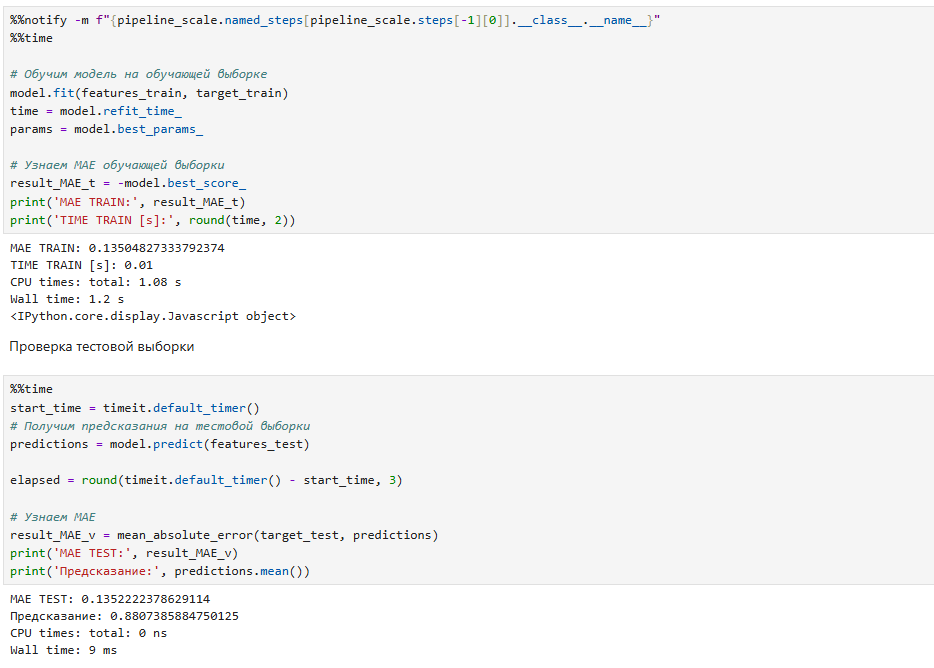 %%notify -m f"{pipeline_scale.named_steps[pipeline_scale.steps[-1][0]].__class__.__name__}"
%%time
# Обучим модель на обучающей выборке
model.fit(features_train, target_train)
time = model.refit_time_
params = model.best_params_
# Узнаем MAE обучающей выборки
result_MAE_t = -model.best_score_
print('MAE TRAIN:', result_MAE_t)
print('TIME TRAIN [s]:', round(time, 2))
MAE TRAIN: 0.13504827333792374
TIME TRAIN [s]: 0.01
CPU times: total: 1.08 s
Wall time: 1.2 s
<IPython.core.display.Javascript object>
Проверка тестовой выборки
%%time
start_time = timeit.default_timer()
# Получим предсказания на тестовой выборки
predictions = model.predict(features_test)
elapsed = round(timeit.default_timer() - start_time, 3)
# Узнаем MAE
result_MAE_v = mean_absolute_error(target_test, predictions)
print('MAE TEST:', result_MAE_v)
print('Предсказание:', predictions.mean())
MAE TEST: 0.1352222378629114
Предсказание: 0.8807385884750125
CPU times: total: 0 ns
Wall time: 9 ms